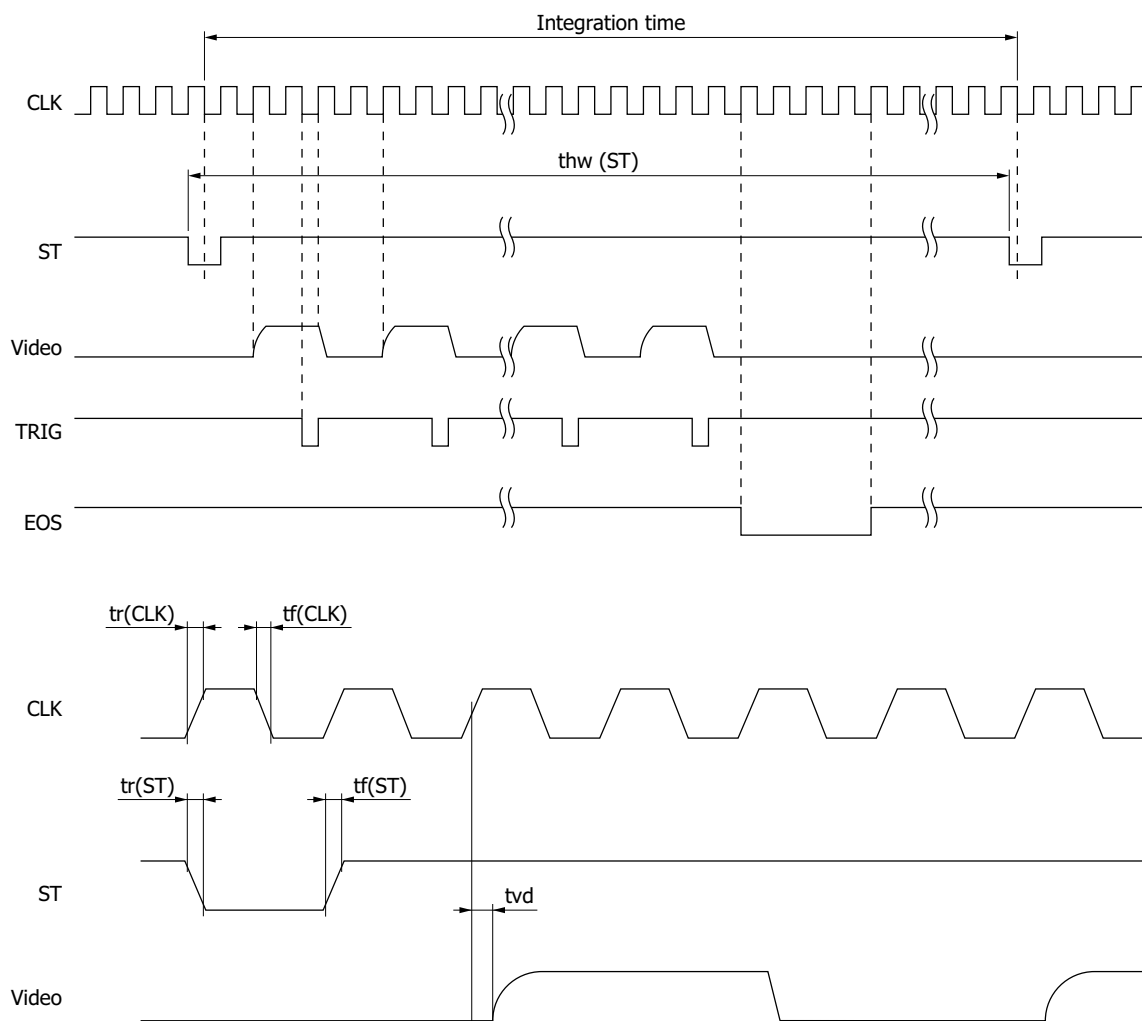 Integration time
CLK
thw (ST)
ST
Video
TRIG
EOS
tr(CLK)
tf(CLK)
CLK
tr(ST)
tf(ST)
ST
tvd
Video